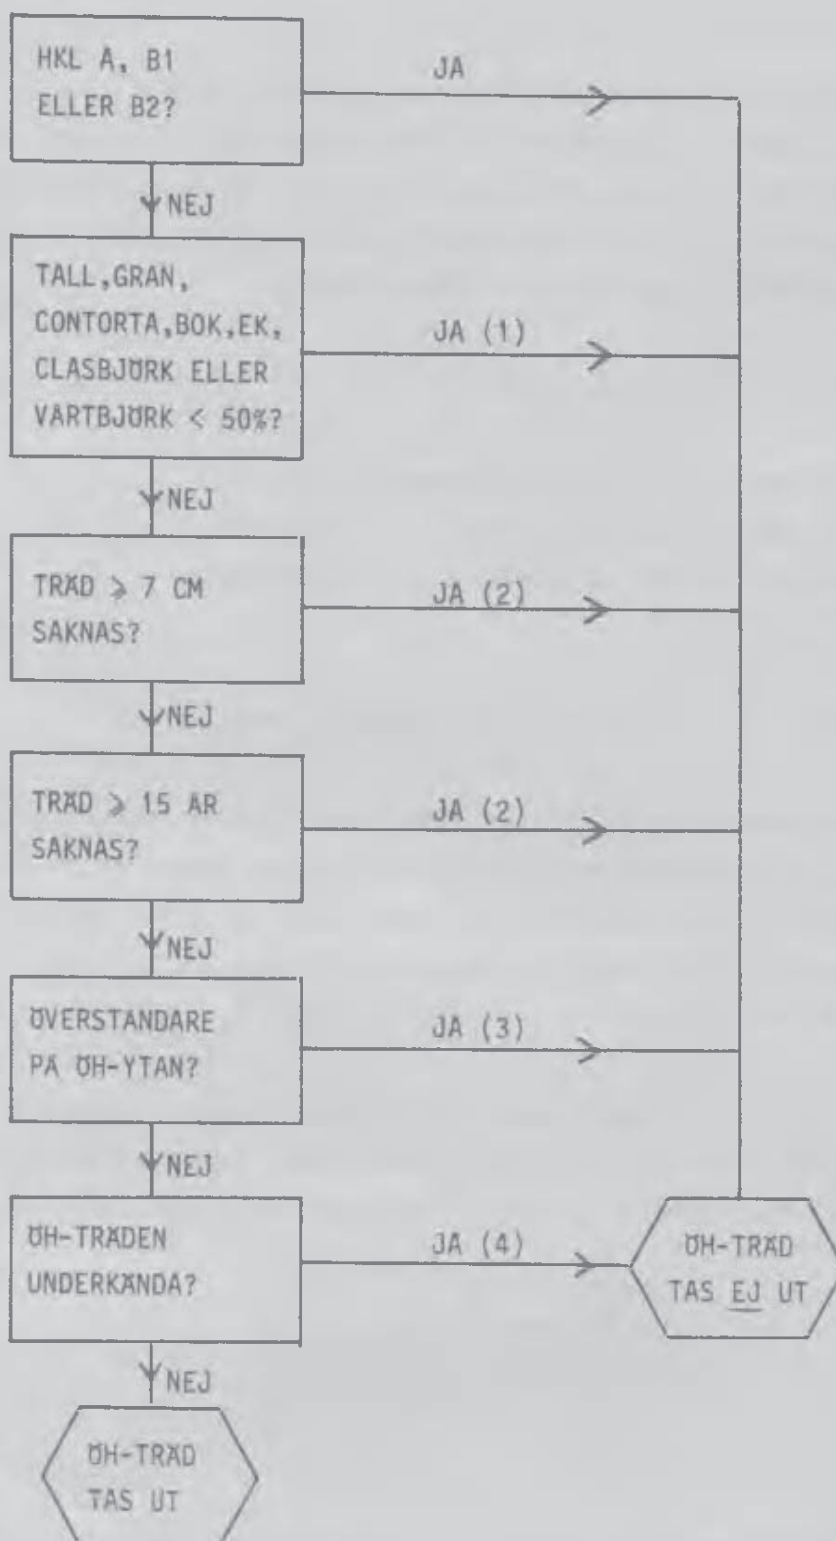 HKL A, B1
ELLER B2?
JA
NEJ
TALL,GRAN,
CONTORTA,BOK,EK,
CLASBJÖRK ELLER
VÅRTBJÖRK < 50%?
JA (1)
NEJ
TRÄD ⩾ 7 CM
SAKNAS?
JA (2)
NEJ
TRÄD ⩾ 15 ÅR
SAKNAS?
JA (2)
NEJ
ÖVERSTÅNDARE
PÅ ÖH-YTAN?
JA (3)
NEJ
ÖH-TRÄDEN
UNDERKÄNDA?
JA (4)
ÖH-TRÄD
TAS EJ UT
NEJ
ÖH-TRÄD
TAS UT